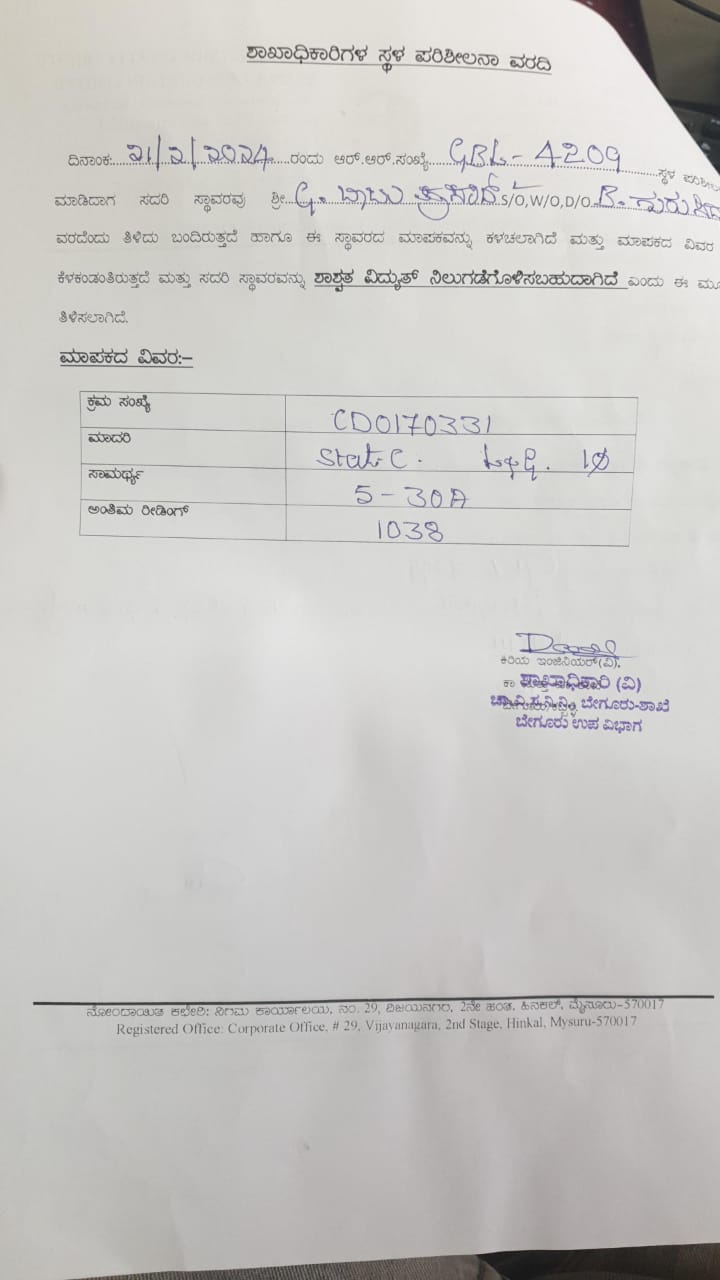 ಶಾಖಾಧಿಕಾರಿಗಳ ಸ್ಥಳ ಪರಿಶೀಲನಾ ವರದಿ
ದಿನಾಂಕ:....21/2/2024....ರಂದು ಆರ್.ಆರ್.ಸಂಖ್ಯೆ....GBL-4209....ಸ್ಥಳ
ಮಾಡಿದಾಗ ಸದರಿ ಸ್ಥಾವರವು ಶ್ರೀ...G. ಬಾಬು S/O,W/O,D/O..B.
ವರದೆಂದು ತಿಳಿದು ಬಂದಿರುತ್ತದೆ ಹಾಗೂ ಈ ಸ್ಥಾವರದ ಮಾಪಕವನ್ನು ಕಳಚಲಾಗಿದೆ ಮತ್ತು ಮಾಪಕದ ವಿವರ
ಕೆಳಕಂಡಂತಿರುತ್ತದೆ ಮತ್ತು ಸದರಿ ಸ್ಥಾವರವನ್ನು ಶಾಶ್ವತ ವಿದ್ಯುತ್ ನಿಲುಗಡೆಗೊಳಿಸಬಹುದಾಗಿದೆ ಎಂದು ಈ
ತಿಳಿಸಲಾಗಿದೆ.
ಮಾಪಕದ ವಿವರ:–
ಕ್ರಮ ಸಂಖ್ಯೆ CD0170331
ಮಾದರಿ Static. 1Ø
ಸಾಮರ್ಥ್ಯ 5-30A
ಅಂತಿಮ ರೀಡಿಂಗ್ 1038
ಕಿರಿಯ ಇಂಜಿನಿಯರ್(ವಿ).
ಶಾಖಾಧಿಕಾರಿ (ವಿ)
ಬೇಗೂರು-ಶಾಖೆ
ಬೇಗೂರು ಉಪ ವಿಭಾಗ
ನೋಂದಾಯಿತ ಕಛೇರಿ: ನಿಗಮ ಕಾರ್ಯಾಲಯ, ನಂ. 29, ವಿಜಯನಗರ, 2ನೇ ಹಂತ, ಹಿನಕಲ್, ಮೈಸೂರು-570017
Registered Office: Corporate Office, # 29, Vijayanagara, 2nd Stage, Hinkal, Mysuru-570017